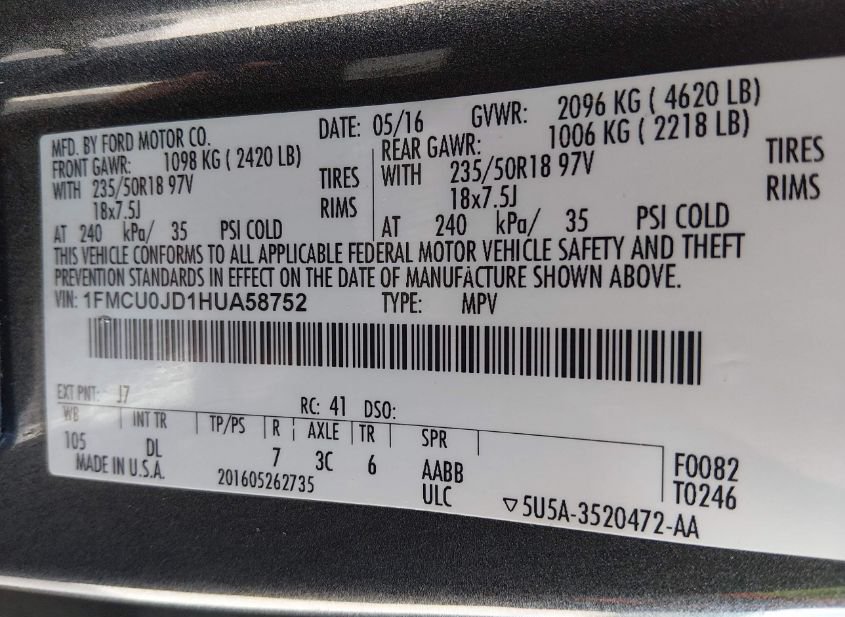 MFD. BY FORD MOTOR CO. DATE: 05/16 GVWR: 2096 KG ( 4620 LB)
FRONT GAWR: 1098 KG ( 2420 LB) REAR GAWR: 1006 KG ( 2218 LB)
WITH 235/50R18 97V TIRES WITH 235/50R18 97V TIRES
18x7.5J RIMS 18x7.5J RIMS
AT 240 kPa/ 35 PSI COLD AT 240 kPa/ 35 PSI COLD
THIS VEHICLE CONFORMS TO ALL APPLICABLE FEDERAL MOTOR VEHICLE SAFETY AND THEFT
PREVENTION STANDARDS IN EFFECT ON THE DATE OF MANUFACTURE SHOWN ABOVE.
VIN: 1FMCU0JD1HUA58752 TYPE: MPV
EXT PNT: J7 RC: 41 DSO:
WB INT TR TP/PS R AXLE TR SPR
105 DL 7 3C 6 AABB F0082
MADE IN U.S.A. 201605262735 ULC T0246
▽5U5A-3520472-AA